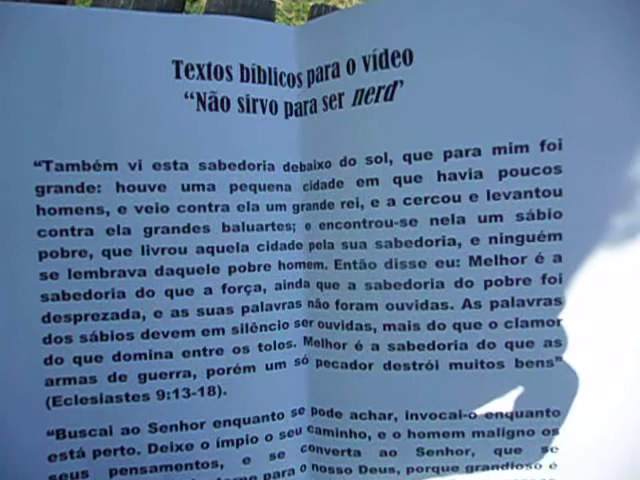 Textos bíblicos para o vídeo
“Não sirvo para ser nerd”
“Também vi esta sabedoria debaixo do sol, que para mim foi
grande: houve uma pequena cidade em que havia poucos
homens, e veio contra ela um grande rei, e a cercou e levantou
contra ela grandes baluartes; e encontrou-se nela um sábio
pobre, que livrou aquela cidade pela sua sabedoria, e ninguém
se lembrava daquele pobre homem. Então disse eu: Melhor é a
sabedoria do que a força, ainda que a sabedoria do pobre foi
desprezada, e as suas palavras não foram ouvidas. As palavras
dos sábios devem em silêncio ser ouvidas, mais do que o clamor
do que domina entre os tolos. Melhor é a sabedoria do que as
armas de guerra, porém um só pecador destrói muitos bens”
(Eclesiastes 9:13-18).
“Buscai ao Senhor enquanto se pode achar, invocai-o enquanto
está perto. Deixe o ímpio o seu caminho, e o homem maligno os
seus pensamentos, e se converta ao Senhor, que se
para o nosso Deus, porque grandioso é